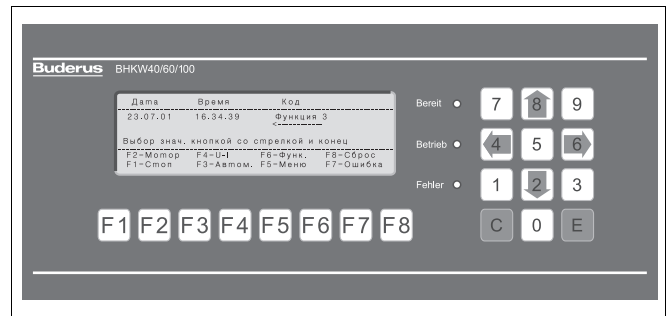 Buderus BHKW40/60/100
Дата Время Код
23.07.01 16.34.39 Функция 3
<---------
Выбор знач. кнопкой со стрелкой и конец
F2-Мотор F4-U-I F6-Функ. F8-Сброс
F1-Стоп F3-Автом. F5-Меню F7-Ошибка
Bereit
Betrieb
Fehler
7 8 9
4 5 6
1 2 3
C 0 E
F1 F2 F3 F4 F5 F6 F7 F8